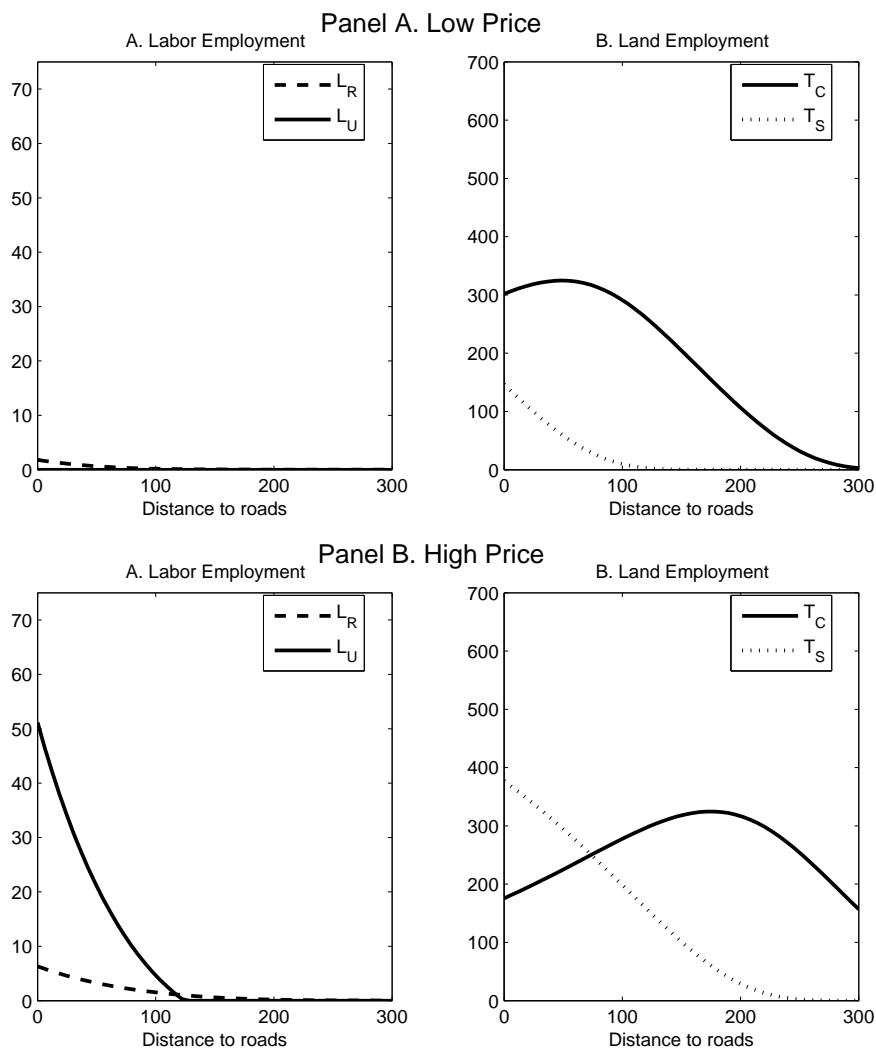 Panel A. Low Price
A. Labor Employment
L_R
L_U
70
60
50
40
30
20
10
0
0 100 200 300
Distance to roads
B. Land Employment
T_C
T_S
700
600
500
400
300
200
100
0
0 100 200 300
Distance to roads
Panel B. High Price
A. Labor Employment
L_R
L_U
70
60
50
40
30
20
10
0
0 100 200 300
Distance to roads
B. Land Employment
T_C
T_S
700
600
500
400
300
200
100
0
0 100 200 300
Distance to roads